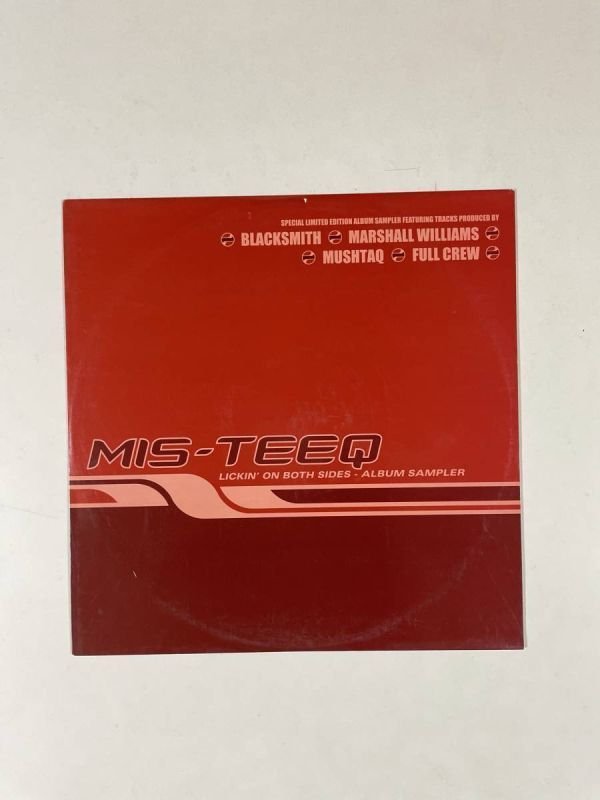 SPECIAL LIMITED EDITION ALBUM SAMPLER FEATURING TRACKS PRODUCED BY
BLACKSMITH MARSHALL WILLIAMS
MUSHTAQ FULL CREW
MIS-TEEQ
LICKIN' ON BOTH SIDES - ALBUM SAMPLER